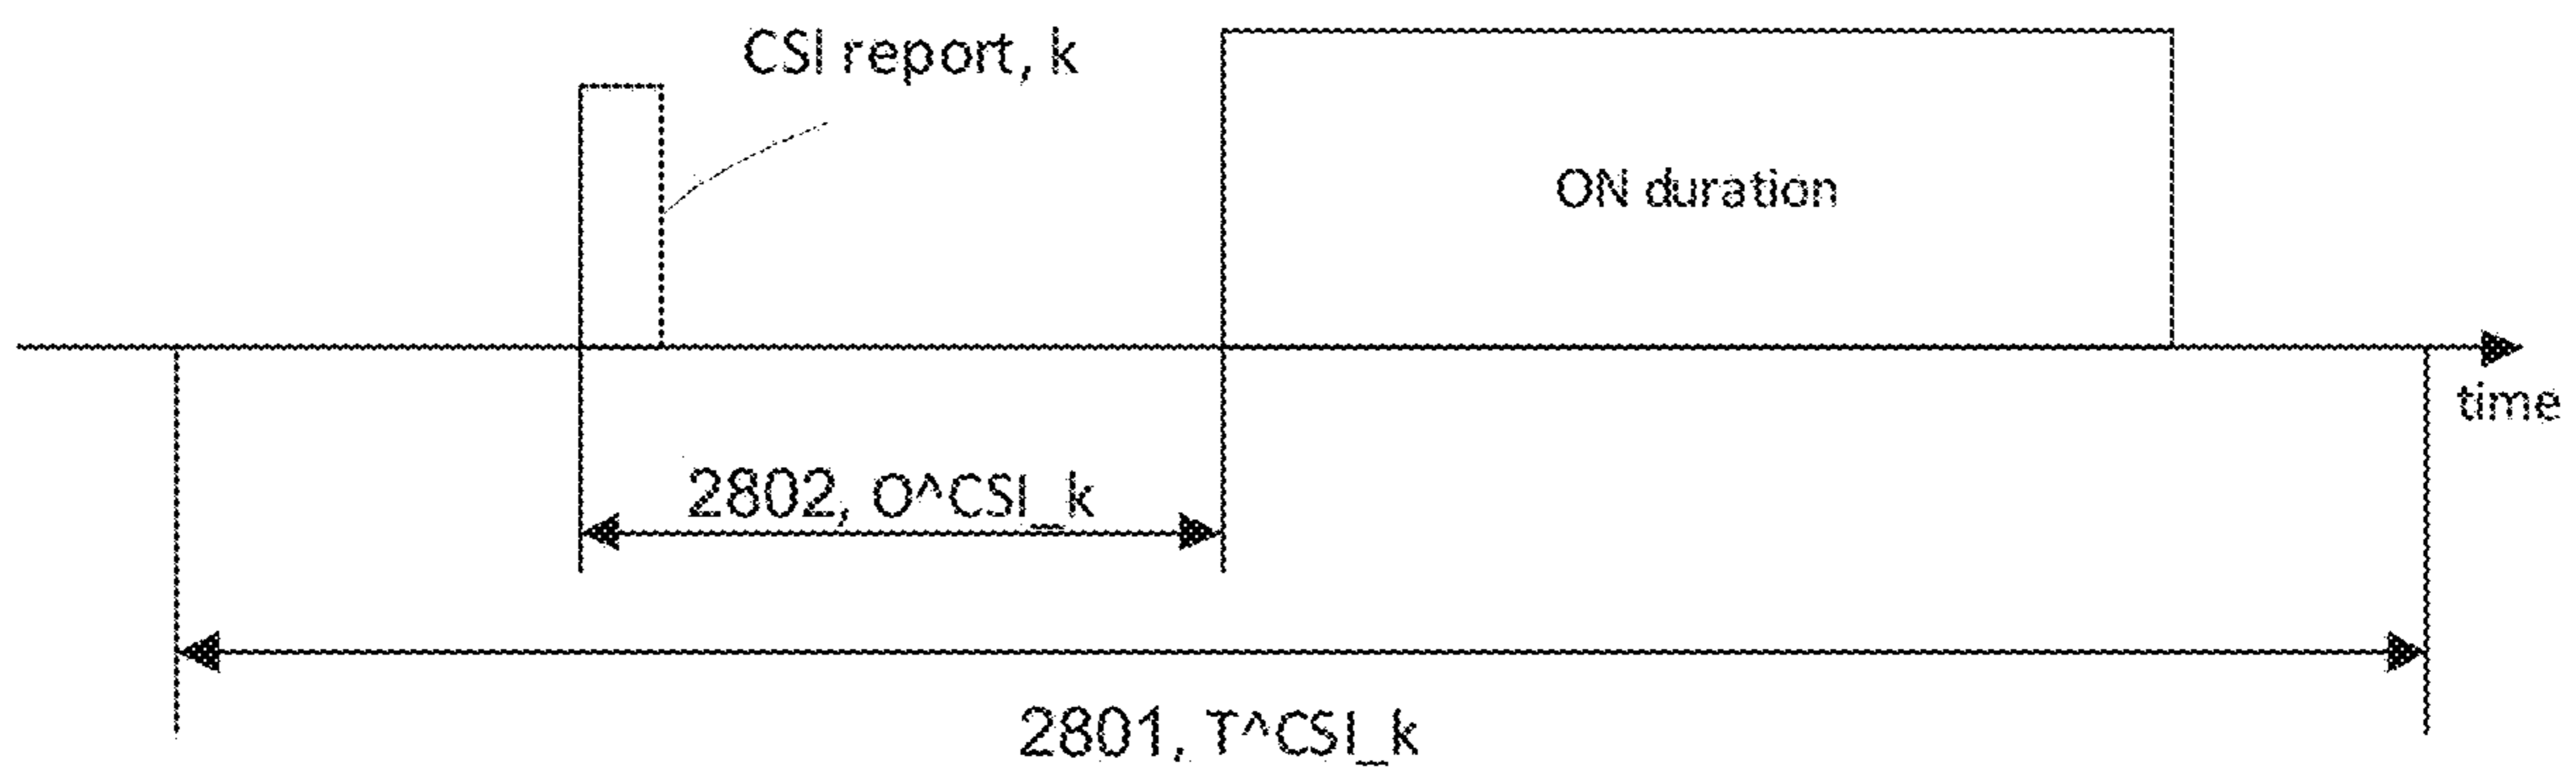 CSI report, k
ON duration
time
2802, O^CSI_k
2801, T^CSI_k